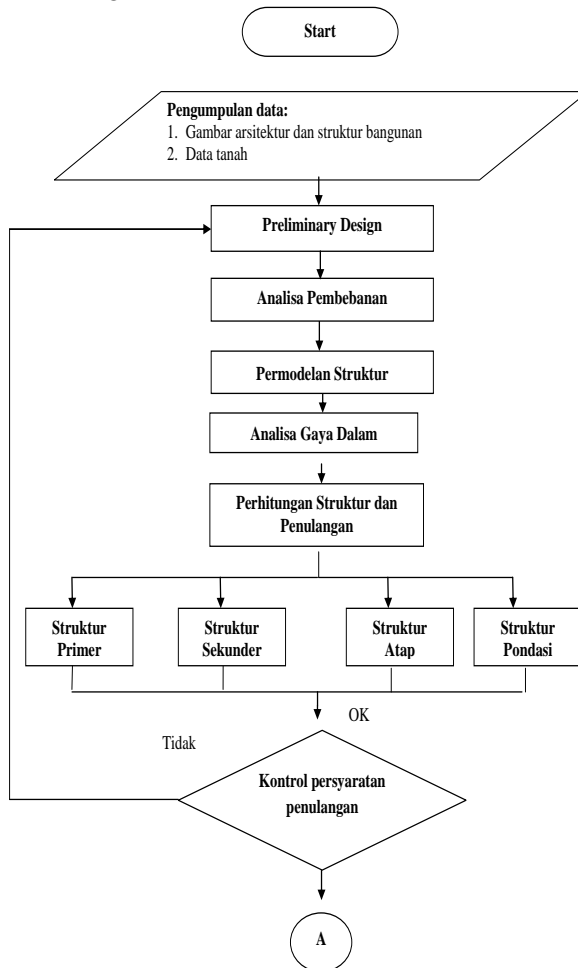 Start
Pengumpulan data:
1. Gambar arsitektur dan struktur bangunan
2. Data tanah
Preliminary Design
Analisa Pembebanan
Permodelan Struktur
Analisa Gaya Dalam
Perhitungan Struktur dan
Penulangan
Struktur
Primer
Struktur
Sekunder
Struktur
Atap
Struktur
Pondasi
OK
Tidak
Kontrol persyaratan
penulangan
A